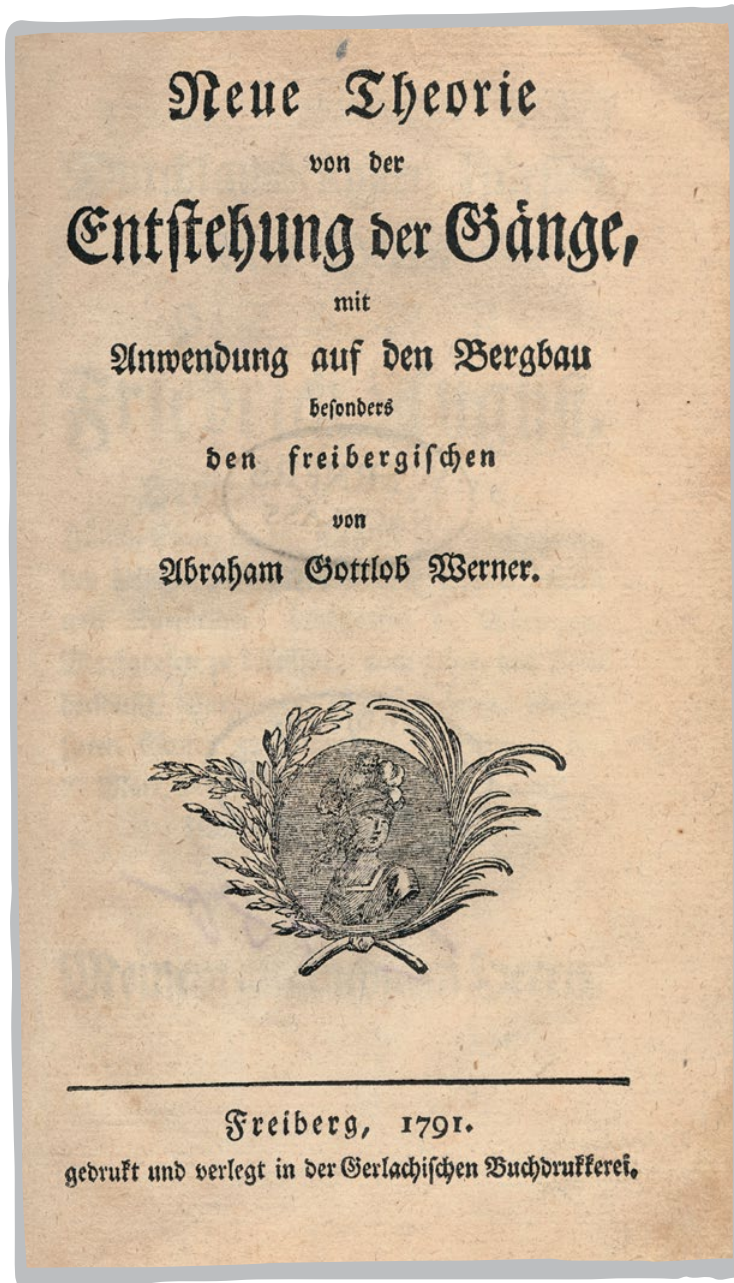 Neue Theorie
von der
Entſtehung der Gänge,
mit
Anwendung auf den Bergbau
beſonders
den freibergiſchen
von
Abraham Gottlob Werner.
Freiberg, 1791.
gedrukt und verlegt in der Gerlachiſchen Buchdrukkerei.